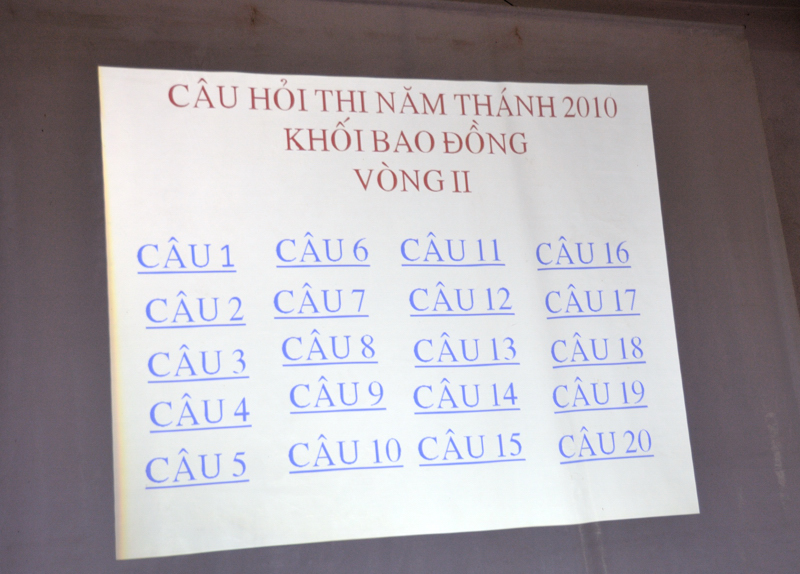 CÂU HỎI THI NĂM THÁNH 2010
KHỐI BAO ĐỒNG
VÒNG II
CÂU 1 CÂU 6 CÂU 11 CÂU 16
CÂU 2 CÂU 7 CÂU 12 CÂU 17
CÂU 3 CÂU 8 CÂU 13 CÂU 18
CÂU 4 CÂU 9 CÂU 14 CÂU 19
CÂU 5 CÂU 10 CÂU 15 CÂU 20